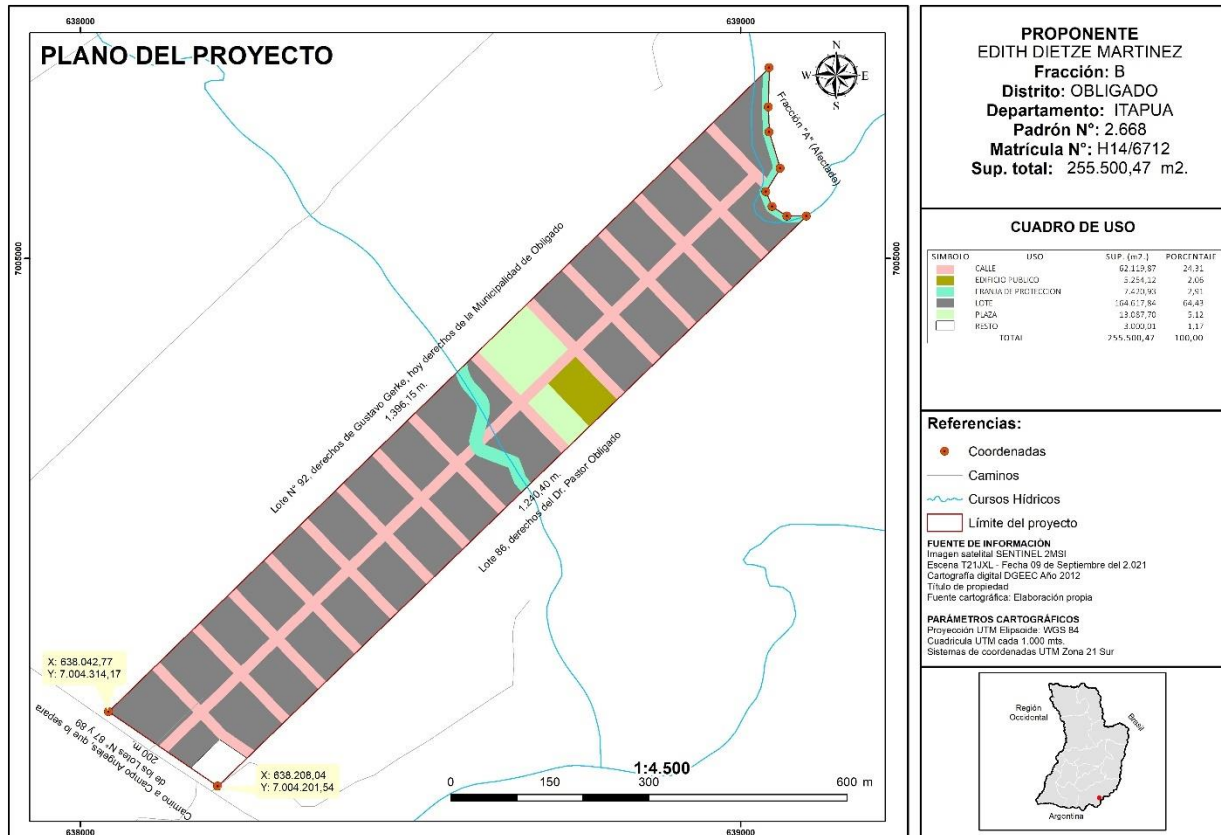 638000
639000
PLANO DEL PROYECTO
N
W E
S
Fracción "A" (Afectada)
7005000
7005000
Lote N° 92, derechos de Gustavo Gerke, hoy derechos de la Municipalidad de Obligado
1.396,15 m.
1.240,40 m.
Lote 86, derechos del Dr. Pastor Obligado
X: 638.042,77
Y: 7.004.314,17
Camino a Campo Angeles, que lo separa
de los Lotes N° 87 y 89
200 m.
X: 638.208,04
Y: 7.004.201,54
1:4.500
0 150 300 600 m
638000
639000
PROPONENTE
EDITH DIETZE MARTINEZ
Fracción: B
Distrito: OBLIGADO
Departamento: ITAPUA
Padrón N°: 2.668
Matrícula N°: H14/6712
Sup. total: 255.500,47 m2.
CUADRO DE USO
SIMBOLO USO SUP. (m2.) PORCENTAJE
CALLE 62.119,87 24,31
EDIFICIO PUBLICO 5.254,12 2,06
FRANJA DE PROTECCION 7.420,93 2,91
LOTE 164.617,84 64,43
PLAZA 13.087,70 5,12
RESTO 3.000,01 1,17
TOTAL 255.500,47 100,00
Referencias:
Coordenadas
Caminos
Cursos Hídricos
Límite del proyecto
FUENTE DE INFORMACIÓN
Imagen satelital SENTINEL 2MSI
Escena T21JXL - Fecha 09 de Septiembre del 2.021
Cartografía digital DGEEC Año 2012
Título de propiedad
Fuente cartográfica: Elaboración propia
PARÁMETROS CARTOGRÁFICOS
Proyección UTM Elipsoide: WGS 84
Cuadricula UTM cada 1.000 mts.
Sistemas de coordenadas UTM Zona 21 Sur
Región
Occidental
Brasil
Argentina